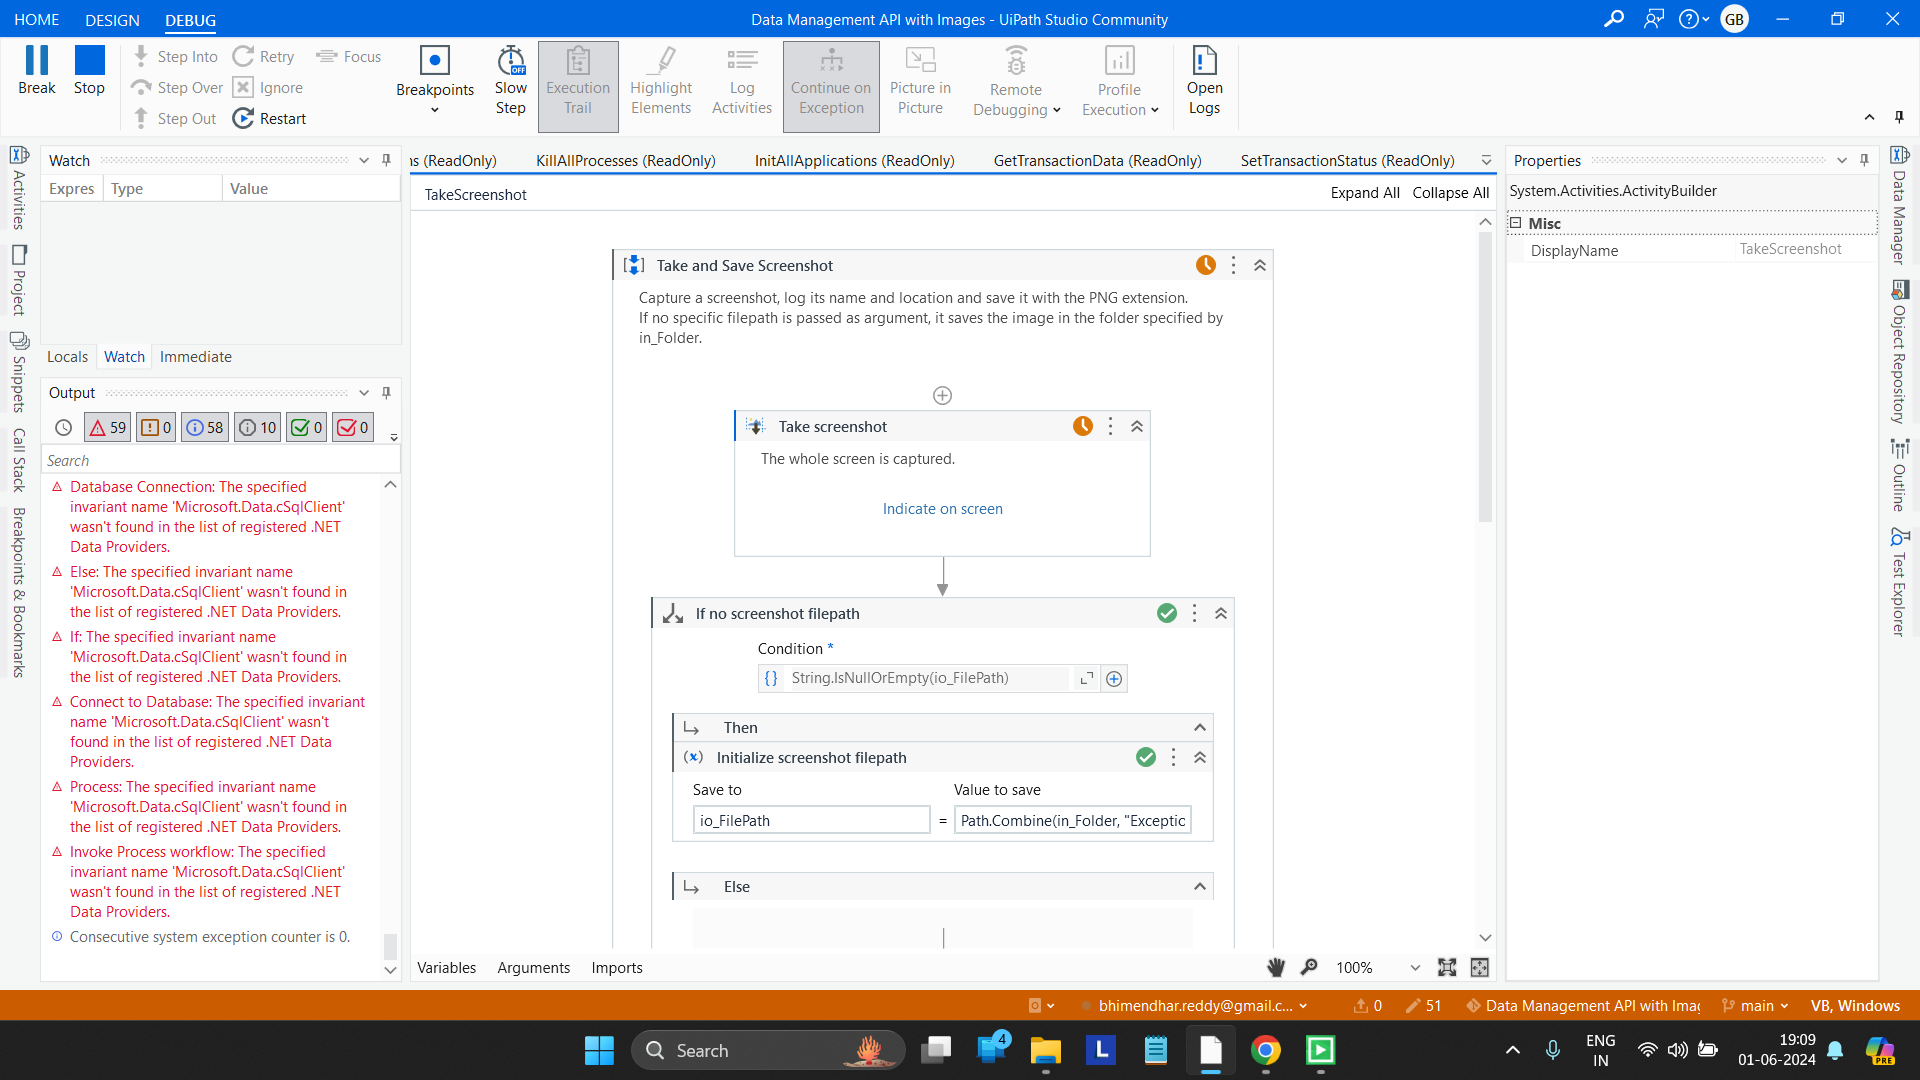 HOME DESIGN DEBUG
Data Management API with Images - UiPath Studio Community
GB
Break
Stop
Step Into
Step Over
Step Out
Retry
Ignore
Restart
Focus
Breakpoints
OFF
Slow
Step
Execution
Trail
Highlight
Elements
Log
Activities
Continue on
Exception
Picture in
Picture
Remote
Debugging
Profile
Execution
Open
Logs
Activities
Project
Snippets
Call Stack
Breakpoints & Bookmarks
Watch
Expres Type Value
Locals Watch Immediate
Output
59 0 58 10 0 0
Search
Database Connection: The specified
invariant name 'Microsoft.Data.cSqlClient'
wasn't found in the list of registered .NET
Data Providers.
Else: The specified invariant name
'Microsoft.Data.cSqlClient' wasn't found in
the list of registered .NET Data Providers.
If: The specified invariant name
'Microsoft.Data.cSqlClient' wasn't found in
the list of registered .NET Data Providers.
Connect to Database: The specified invariant
name 'Microsoft.Data.cSqlClient' wasn't
found in the list of registered .NET Data
Providers.
Process: The specified invariant name
'Microsoft.Data.cSqlClient' wasn't found in
the list of registered .NET Data Providers.
Invoke Process workflow: The specified
invariant name 'Microsoft.Data.cSqlClient'
wasn't found in the list of registered .NET
Data Providers.
Consecutive system exception counter is 0.
ns (ReadOnly) KillAllProcesses (ReadOnly) InitAllApplications (ReadOnly) GetTransactionData (ReadOnly) SetTransactionStatus (ReadOnly)
TakeScreenshot Expand All Collapse All
Take and Save Screenshot
Capture a screenshot, log its name and location and save it with the PNG extension.
If no specific filepath is passed as argument, it saves the image in the folder specified by
in_Folder.
Take screenshot
The whole screen is captured.
Indicate on screen
If no screenshot filepath
Condition *
{} String.IsNullOrEmpty(io_FilePath)
Then
(x) Initialize screenshot filepath
Save to Value to save
io_FilePath = Path.Combine(in_Folder, "Exceptic
Else
Variables Arguments Imports 100%
Properties
System.Activities.ActivityBuilder
Misc
DisplayName TakeScreenshot
Data Manager
Object Repository
Outline
Test Explorer
bhimendhar.reddy@gmail.c... 0 51 Data Management API with Imag main VB, Windows
Search
4
L
ENG
IN
19:09
01-06-2024
PRE